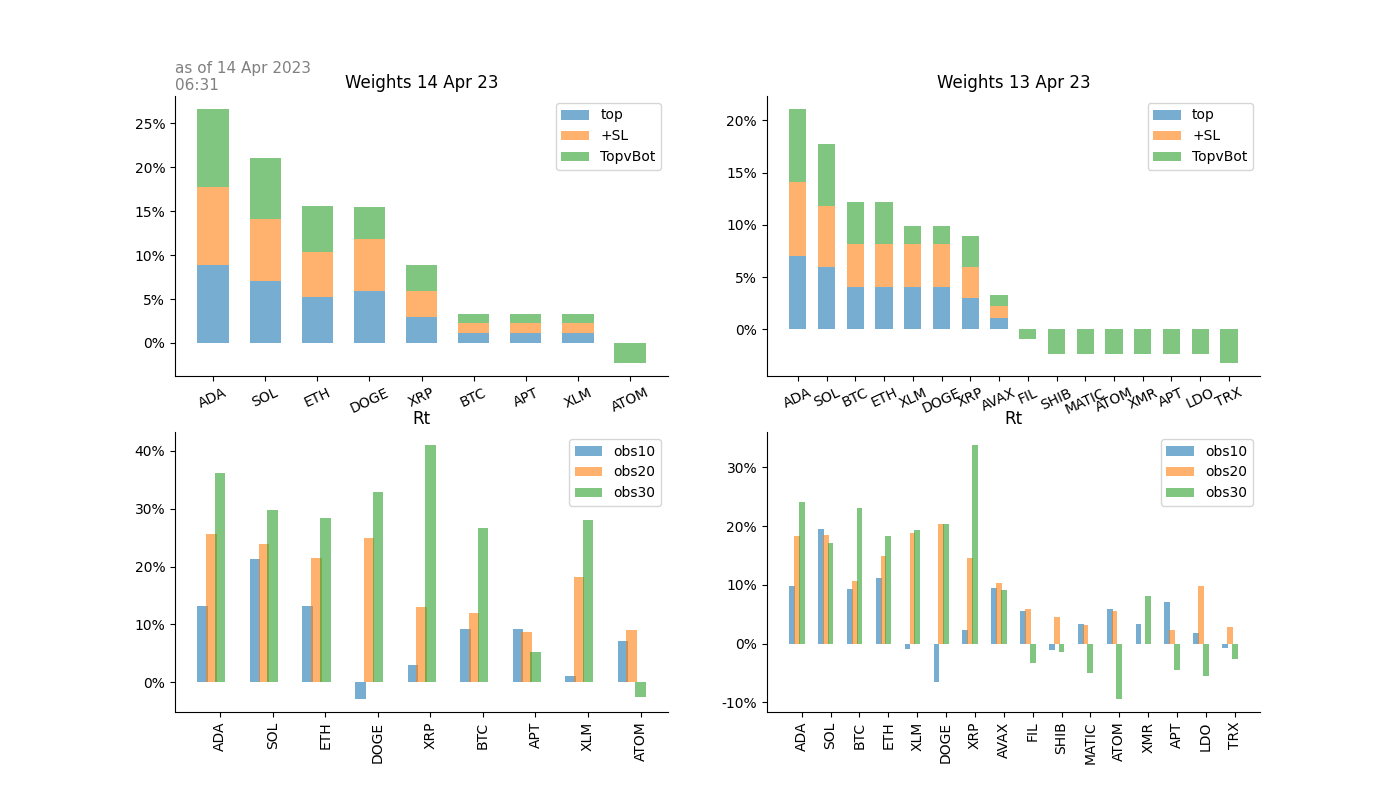 as of 14 Apr 2023
06:31
Weights 14 Apr 23
25%
20%
15%
10%
5%
0%
top
+SL
TopvBot
ADA SOL ETH DOGE XRP BTC APT XLM ATOM
Weights 13 Apr 23
20%
15%
10%
5%
0%
top
+SL
TopvBot
ADA SOL BTC ETH XLM DOGE XRP AVAX FIL SHIB MATIC ATOM XMR APT LDO TRX
Rt
40%
30%
20%
10%
0%
obs10
obs20
obs30
ADA SOL ETH DOGE XRP BTC APT XLM ATOM
Rt
30%
20%
10%
0%
-10%
obs10
obs20
obs30
ADA SOL BTC ETH XLM DOGE XRP AVAX FIL SHIB MATIC ATOM XMR APT LDO TRX